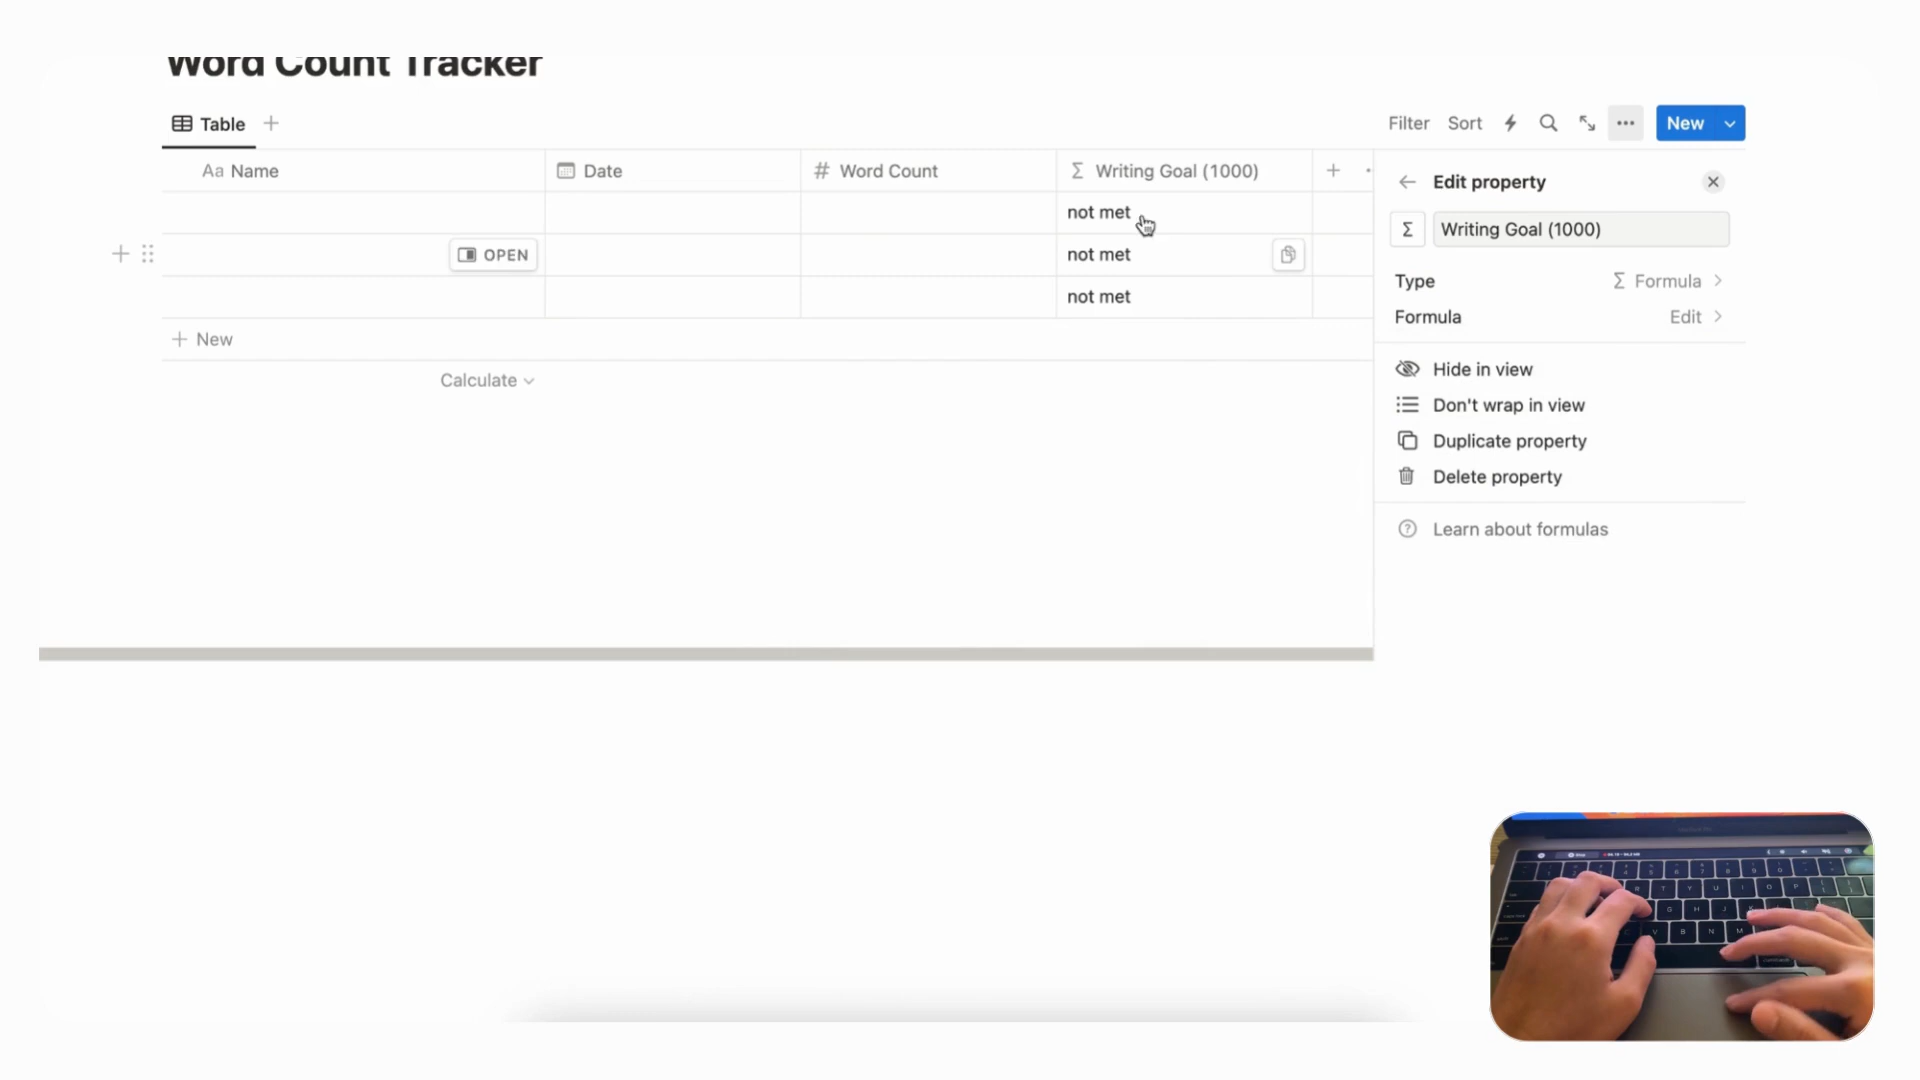 Word Count Tracker
Table
Filter Sort New
Aa Name Date # Word Count Σ Writing Goal (1000)
not met
OPEN not met
not met
+ New
Calculate
Edit property
Σ Writing Goal (1000)
Type Σ Formula
Formula Edit
Hide in view
Don't wrap in view
Duplicate property
Delete property
Learn about formulas